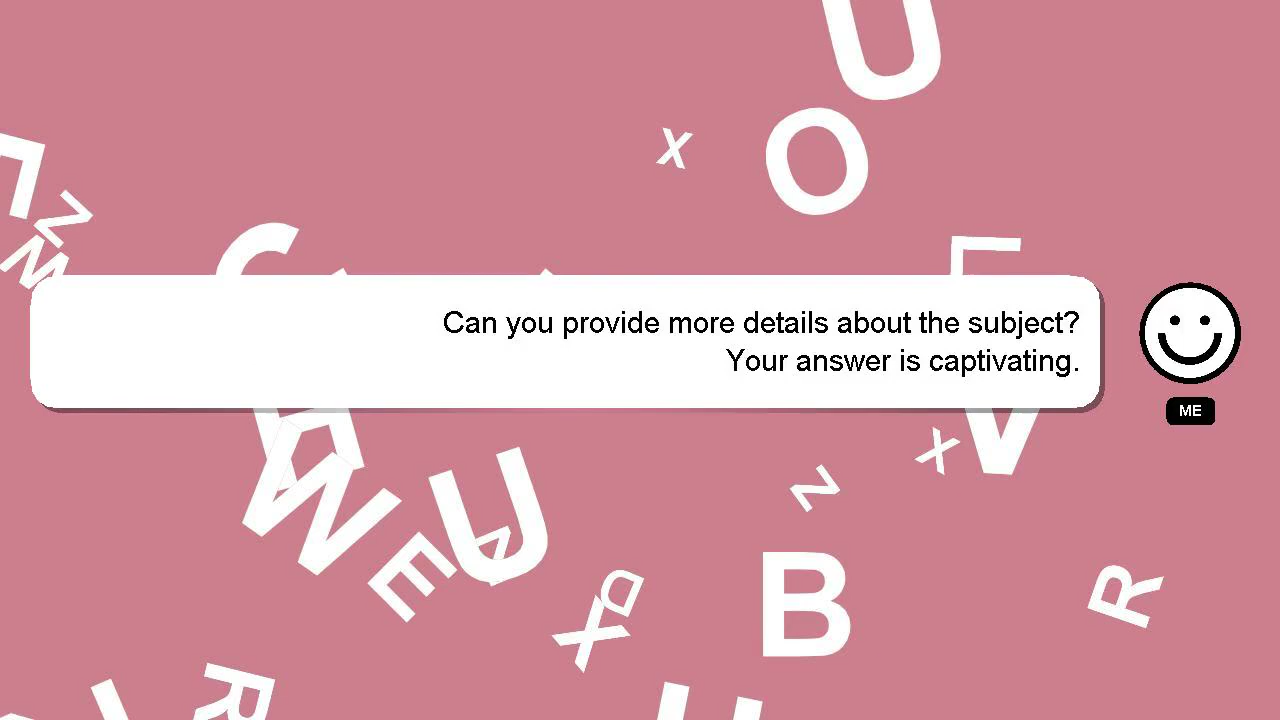 Can you provide more details about the subject?
Your answer is captivating.
ME
U
O
X
Z
M
W
E
U
X
Z
D
X
B
R
R